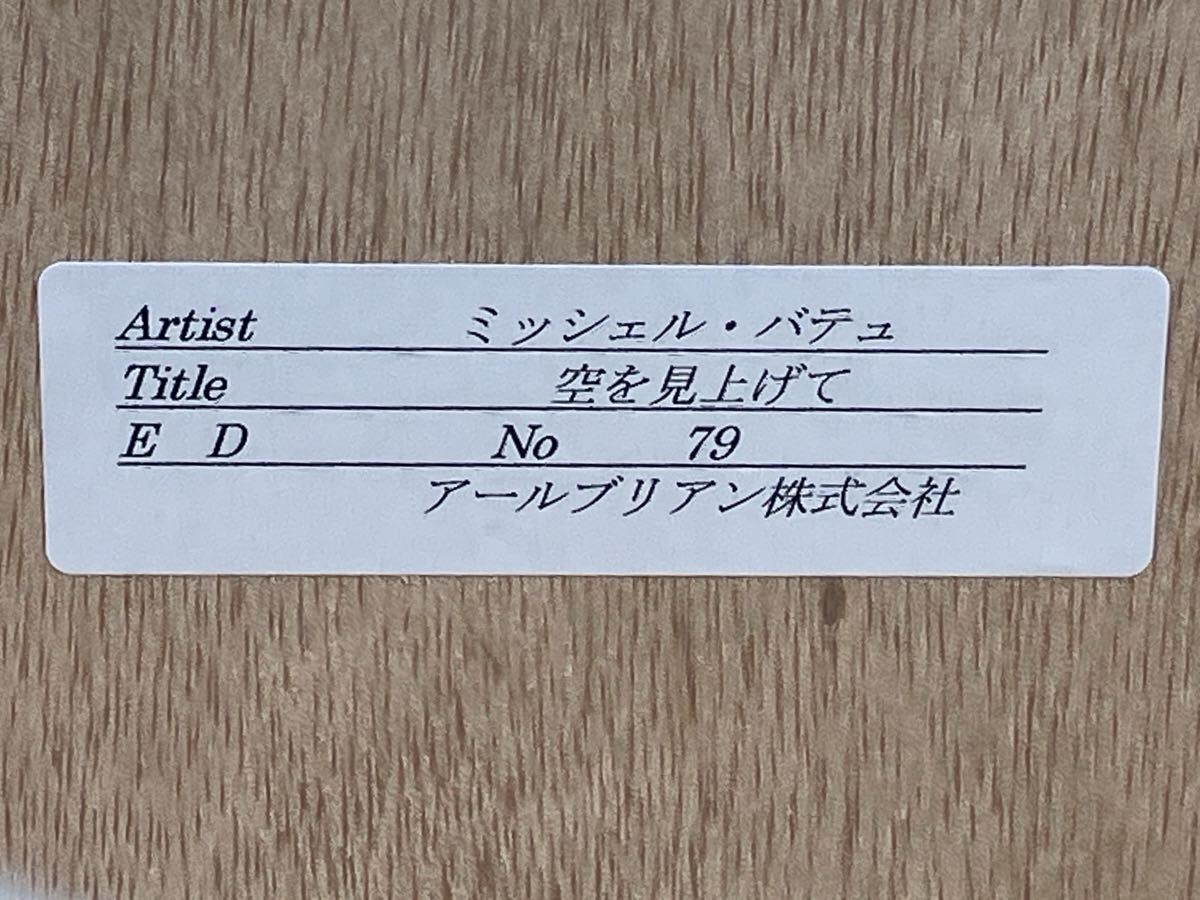 Artist ミッシェル・バテュ
Title 空を見上げて
E D No 79
アールブリアン株式会社